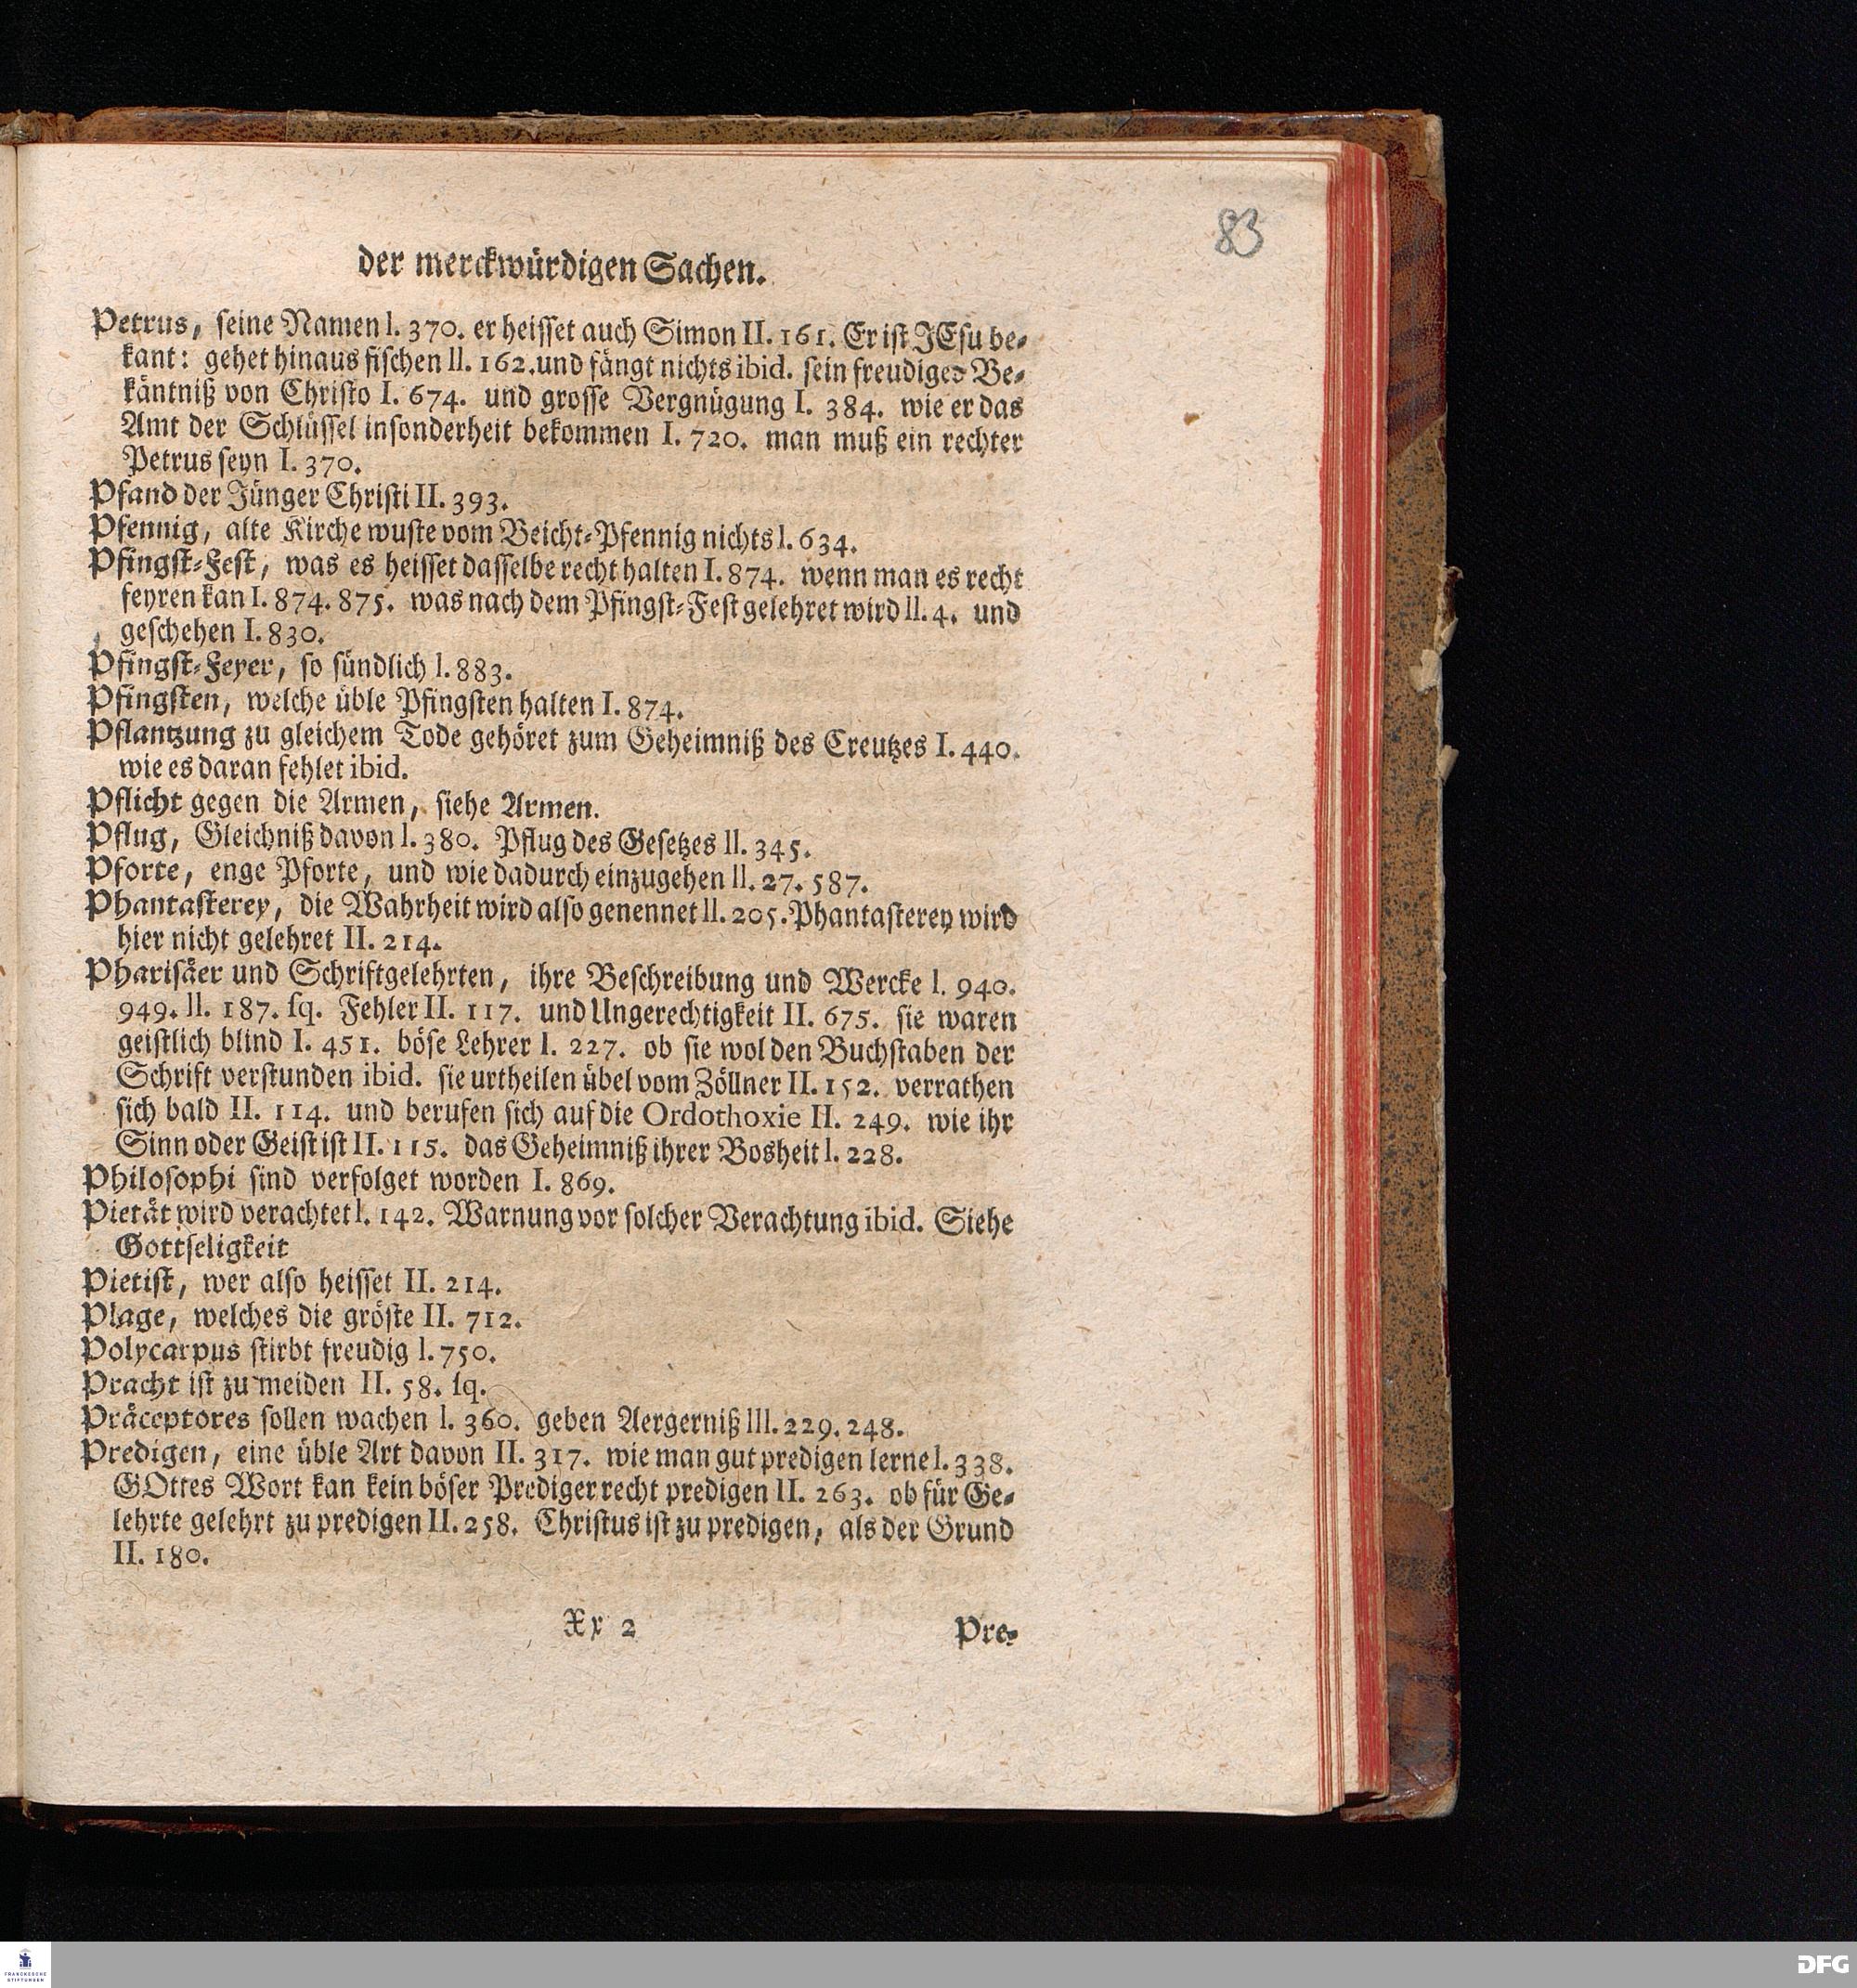 83
der merckwürdigen Sachen.
Petrus, seine Namen l. 370. er heisset auch Simon II. 161. Er ist JEsu be-
kant: gehet hinaus fischen ll. 162. und fängt nichts ibid. sein freudiges Be-
käntniß von Christo I. 674. und grosse Vergnügung I. 384. wie er das
Amt der Schlüssel insonderheit bekommen I. 720. man muß ein rechter
Petrus seyn I. 370.
Pfand der Jünger Christi II. 393.
Pfennig, alte Kirche wuste vom Beicht-Pfennig nichts l. 634.
Pfingst-Fest, was es heisset dasselbe recht halten I. 874. wenn man es recht
feyren kan I. 874. 875. was nach dem Pfingst-Fest gelehret wird ll. 4. und
geschehen I. 830.
Pfingst-Feyer, so sündlich l. 883.
Pfingsten, welche üble Pfingsten halten I. 874.
Pflantzung zu gleichem Tode gehöret zum Geheimniß des Creutzes I. 440.
wie es daran fehlet ibid.
Pflicht gegen die Armen, siehe Armen.
Pflug, Gleichniß davon l. 380. Pflug des Gesetzes ll. 345.
Pforte, enge Pforte, und wie dadurch einzugehen ll. 27. 587.
Phantasterey, die Wahrheit wird also genennet ll. 205. Phantasterey wird
hier nicht gelehret II. 214.
Pharisäer und Schriftgelehrten, ihre Beschreibung und Wercke l. 940.
949. ll. 187. sq. Fehler II. 117. und Ungerechtigkeit II. 675. sie waren
geistlich blind I. 451. böse Lehrer l. 227. ob sie wol den Buchstaben der
Schrift verstunden ibid. sie urtheilen übel vom Zöllner II. 152. verrathen
sich bald II. 114. und berufen sich auf die Ordothoxie II. 249. wie ihr
Sinn oder Geist ist II. 115. das Geheimniß ihrer Bosheit l. 228.
Philosophi sind verfolget worden I. 869.
Pietät wird verachtet l. 142. Warnung vor solcher Verachtung ibid. Siehe
Gottseligkeit
Pietist, wer also heisset II. 214.
Plage, welches die gröste II. 712.
Polycarpus stirbt freudig l. 750.
Pracht ist zu meiden II. 58. sq.
Präceptores sollen wachen l. 360. geben Aergerniß lll. 229. 248.
Predigen, eine üble Art davon II. 317. wie man gut predigen lerne l. 338.
GOttes Wort kan kein böser Prediger recht predigen II. 263. ob für Ge-
lehrte gelehrt zu predigen II. 258. Christus ist zu predigen, als der Grund
II. 180.
Xx 2
Pre-
FRANCKESCHE
STIFTUNGEN
DFG